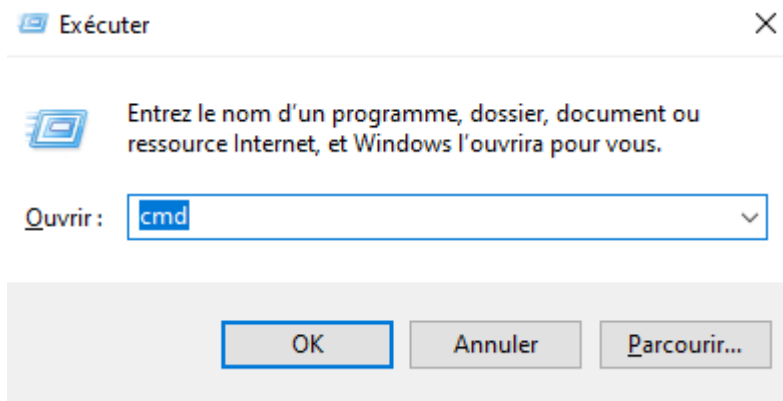 Exécuter
Entrez le nom d'un programme, dossier, document ou
ressource Internet, et Windows l'ouvrira pour vous.
Ouvrir : cmd
OK Annuler Parcourir...